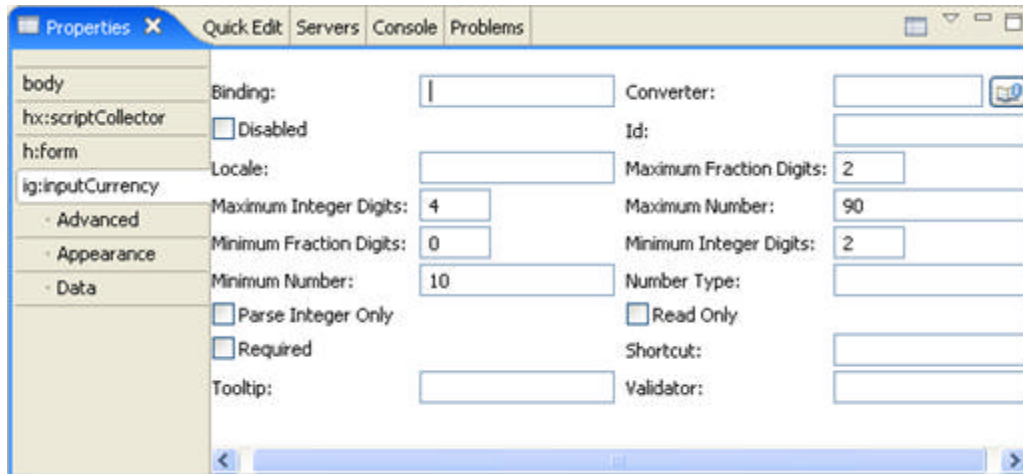 Properties Quick Edit Servers Console Problems
body
hx:scriptCollector
h:form
ig:inputCurrency
Advanced
Appearance
Data
Binding: Converter:
Disabled Id:
Locale: Maximum Fraction Digits: 2
Maximum Integer Digits: 4 Maximum Number: 90
Minimum Fraction Digits: 0 Minimum Integer Digits: 2
Minimum Number: 10 Number Type:
Parse Integer Only Read Only
Required Shortcut:
Tooltip: Validator: